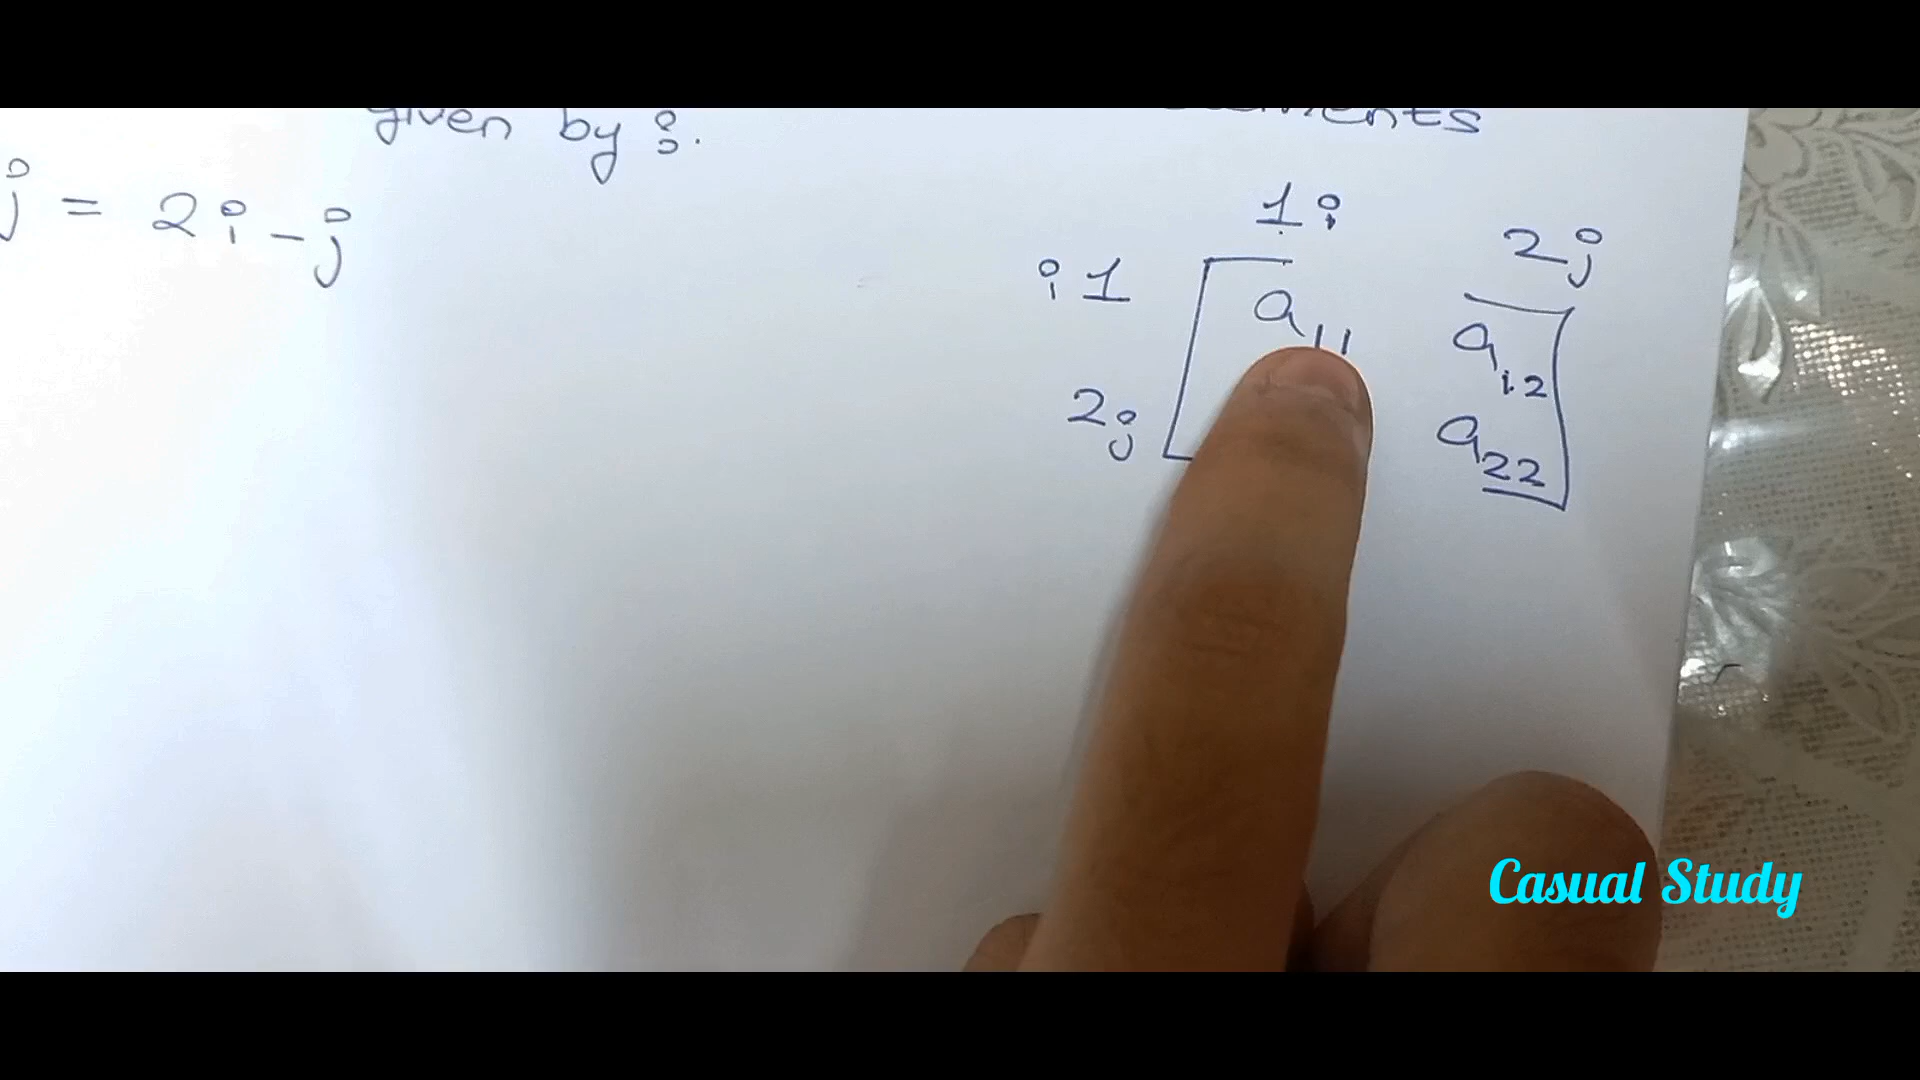 given by :.
j = 2i - j
1i 2j
i1 a11 a12
2j a22
Casual Study